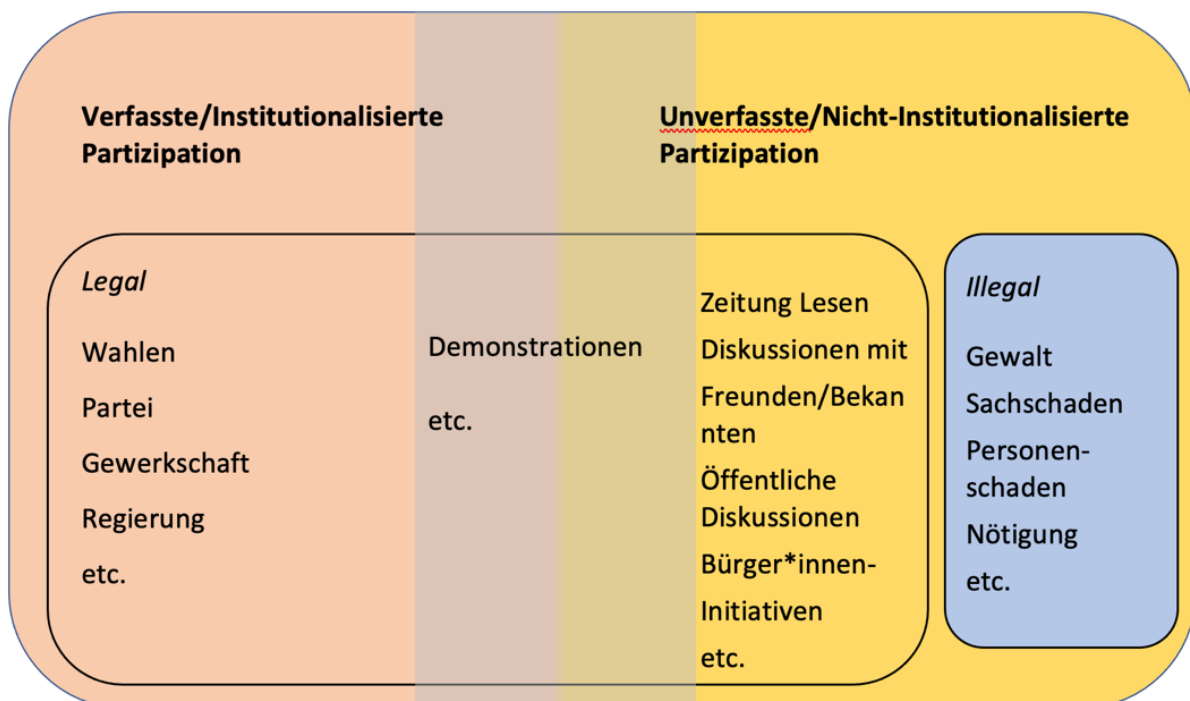 Verfasste/Institutionalisierte
Partizipation
Unverfasste/Nicht-Institutionalisierte
Partizipation
Legal
Wahlen
Partei
Gewerkschaft
Regierung
etc.
Demonstrationen
etc.
Zeitung Lesen
Diskussionen mit
Freunden/Bekan
nten
Öffentliche
Diskussionen
Bürger*innen-
Initiativen
etc.
Illegal
Gewalt
Sachschaden
Personen-
schaden
Nötigung
etc.